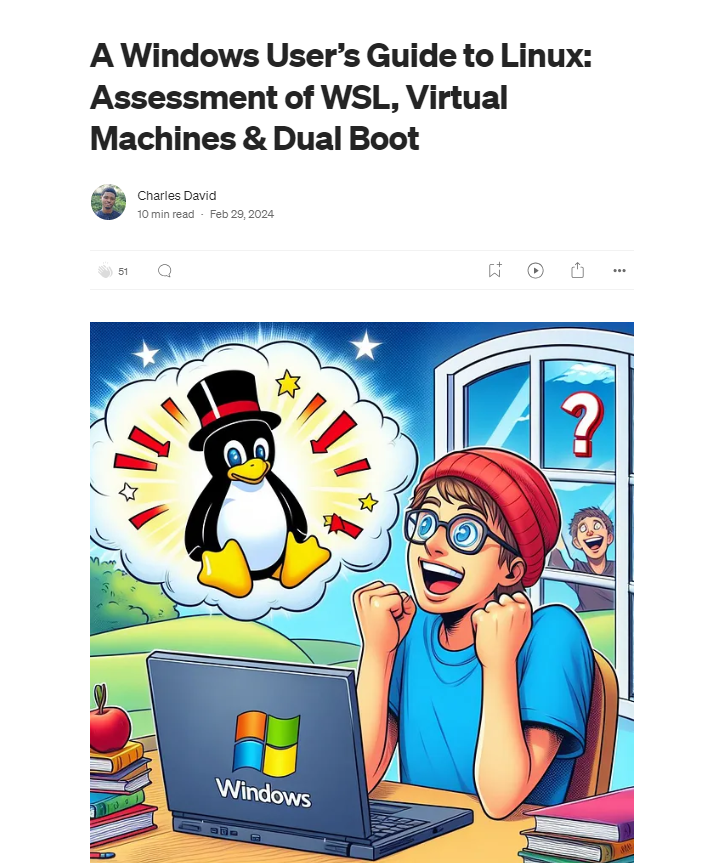 A Windows User’s Guide to Linux:
Assessment of WSL, Virtual
Machines & Dual Boot
Charles David
10 min read · Feb 29, 2024
51
?
Windows